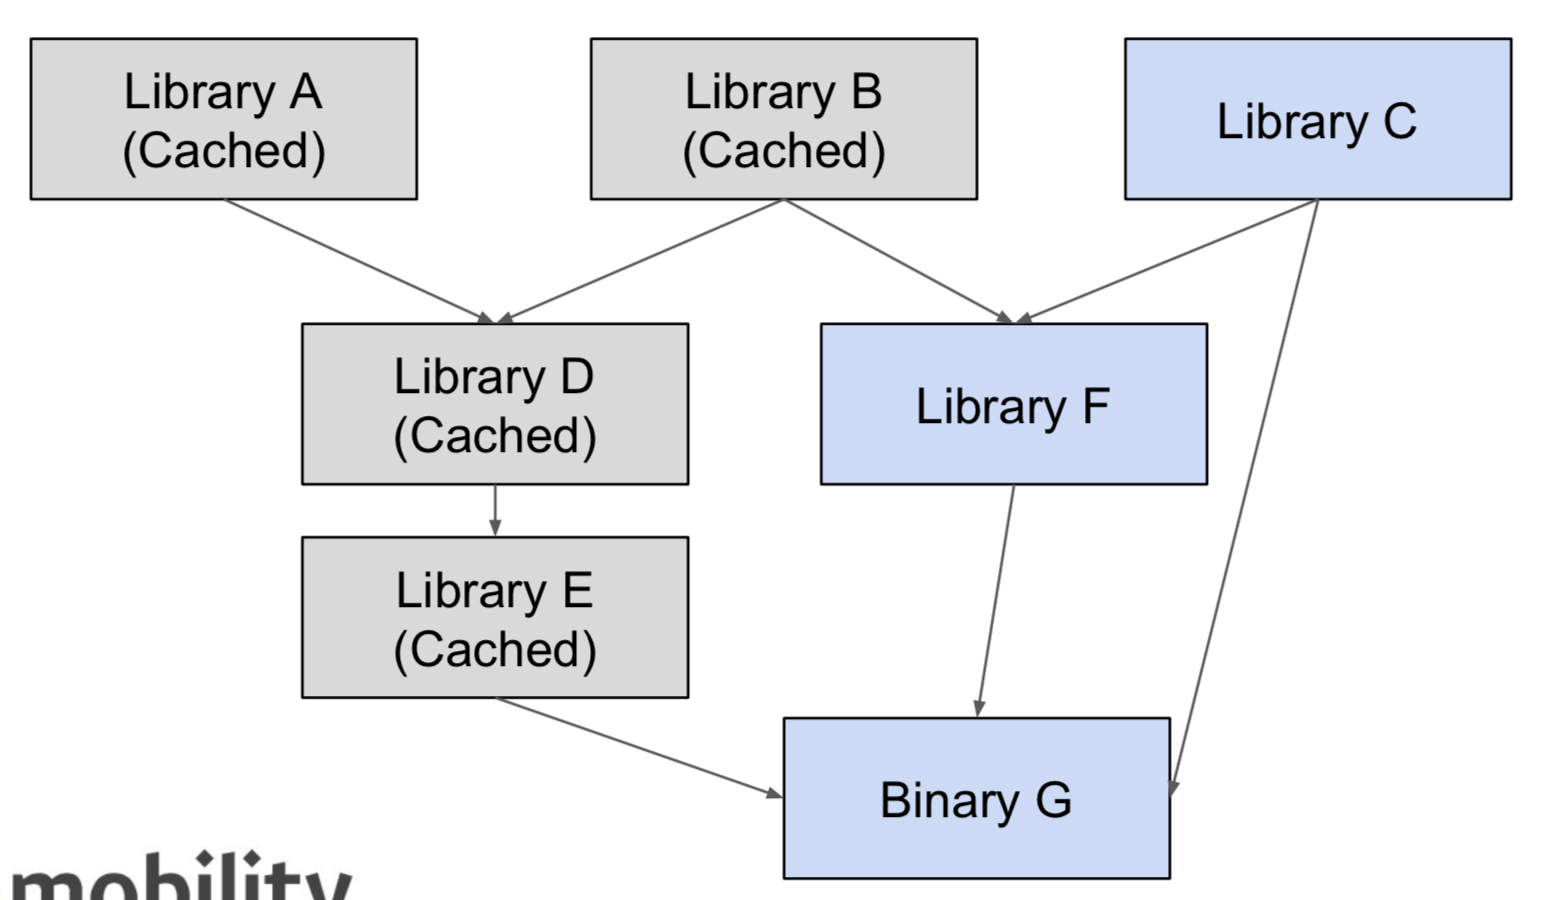 Library A
(Cached)
Library B
(Cached)
Library C
Library D
(Cached)
Library F
Library E
(Cached)
Binary G
mobility